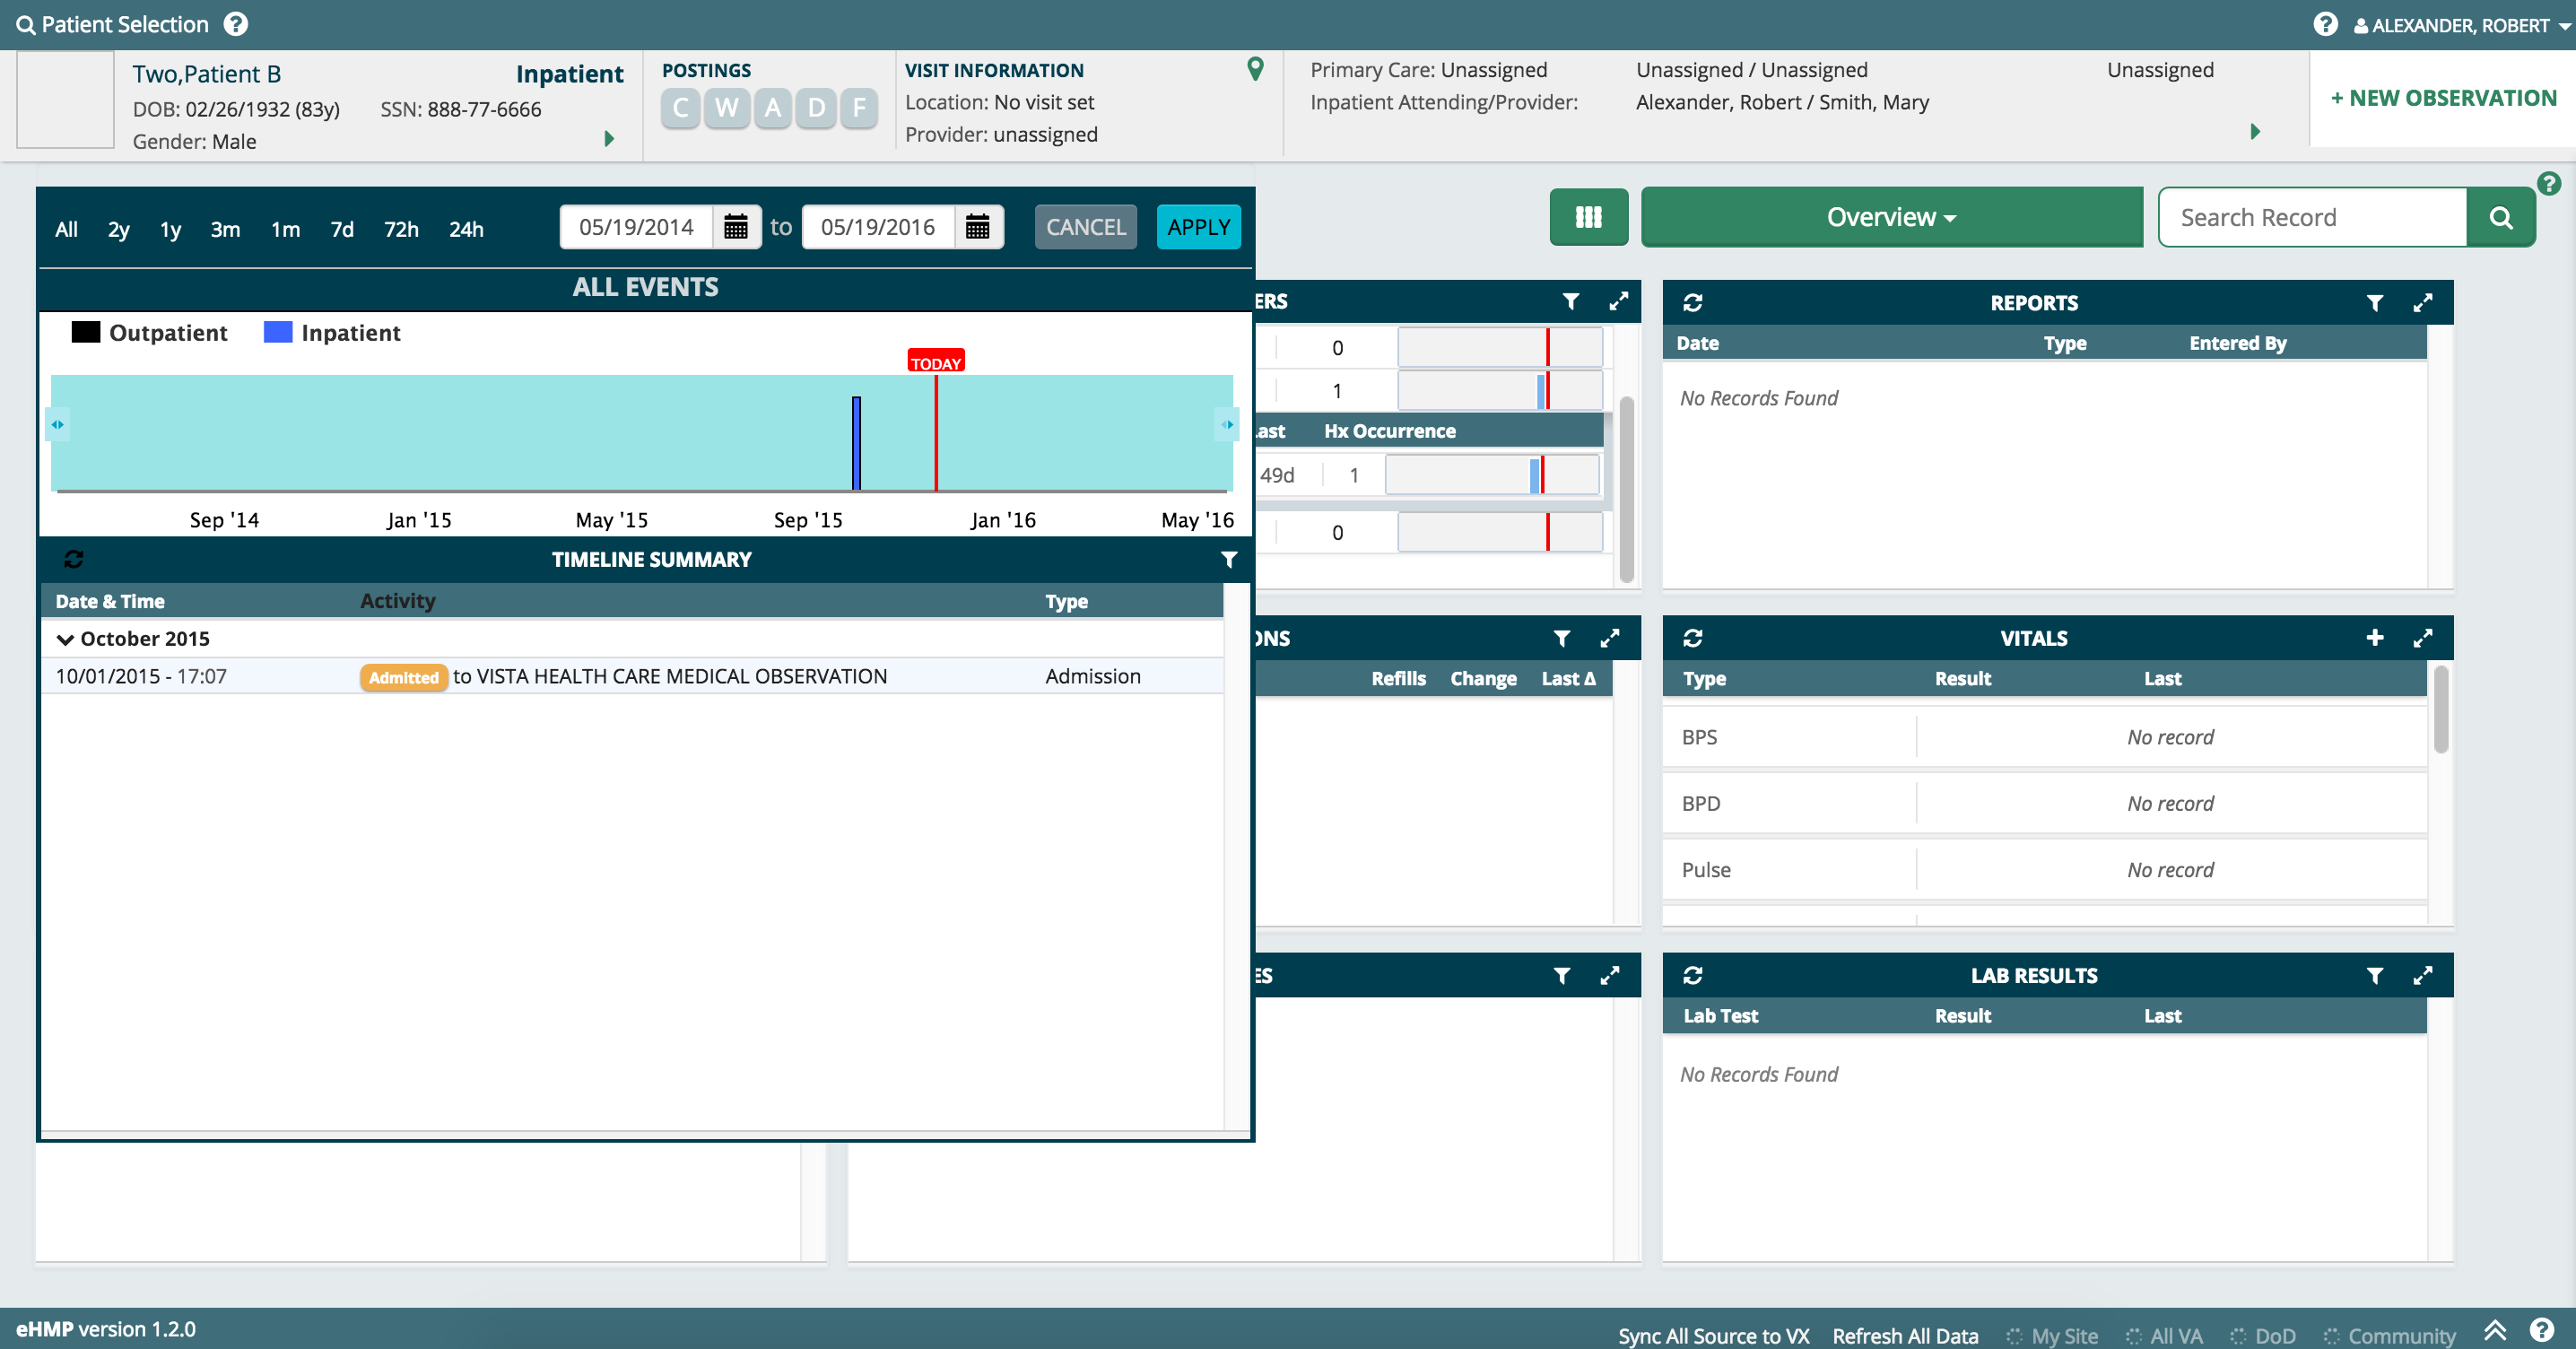 Patient Selection ?
? ALEXANDER, ROBERT
Two,Patient B Inpatient
DOB: 02/26/1932 (83y) SSN: 888-77-6666
Gender: Male
POSTINGS
C W A D F
VISIT INFORMATION
Location: No visit set
Provider: unassigned
Primary Care: Unassigned Unassigned / Unassigned Unassigned
Inpatient Attending/Provider: Alexander, Robert / Smith, Mary
+ NEW OBSERVATION
All 2y 1y 3m 1m 7d 72h 24h 05/19/2014 to 05/19/2016 CANCEL APPLY
Overview
Search Record
?
ALL EVENTS
Outpatient Inpatient
TODAY
Sep '14 Jan '15 May '15 Sep '15 Jan '16 May '16
TIMELINE SUMMARY
Date & Time Activity Type
October 2015
10/01/2015 - 17:07 Admitted to VISTA HEALTH CARE MEDICAL OBSERVATION Admission
ERS
0
1
ast Hx Occurrence
49d 1
0
REPORTS
Date Type Entered By
No Records Found
ONS
Refills Change Last Δ
VITALS
Type Result Last
BPS No record
BPD No record
Pulse No record
ES
LAB RESULTS
Lab Test Result Last
No Records Found
eHMP version 1.2.0
Sync All Source to VX Refresh All Data My Site All VA DoD Community ?